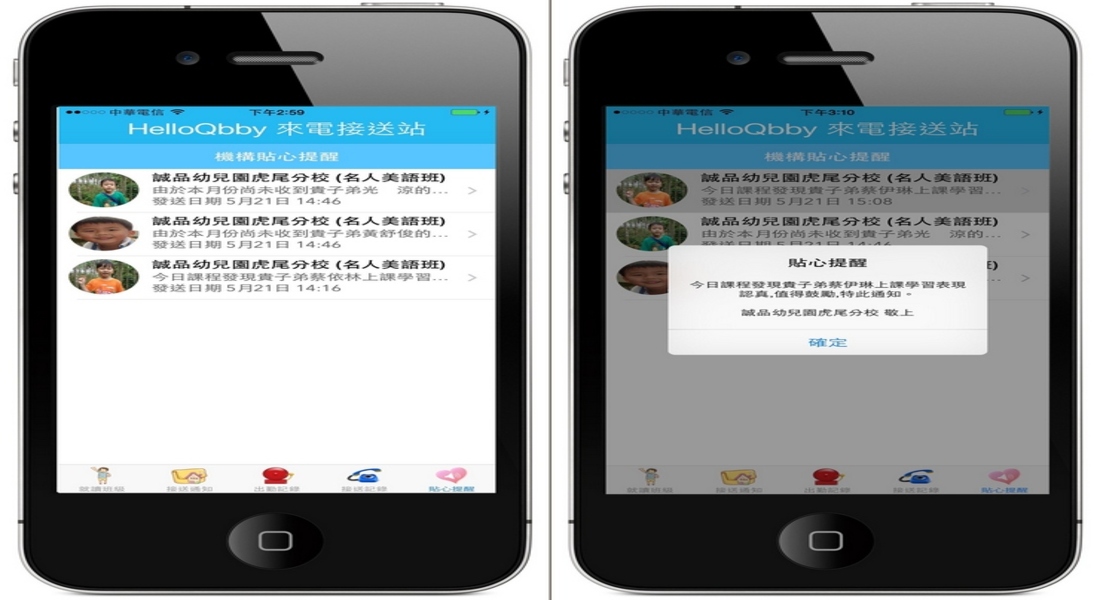 中華電信
下午2:59
HelloQbby 來電接送站
機構貼心提醒
誠品幼兒園虎尾分校 (名人美語班)
由於本月份尚未收到貴子弟光 涼的...
發送日期 5月21日 14:46
誠品幼兒園虎尾分校 (名人美語班)
由於本月份尚未收到貴子弟黃舒俊的...
發送日期 5月21日 14:46
誠品幼兒園虎尾分校 (名人美語班)
今日課程發現貴子弟蔡依林上課學習...
發送日期 5月21日 14:16
就讀班級
接送通知
出勤記錄
接送記錄
貼心提醒
中華電信
下午3:10
HelloQbby 來電接送站
機構貼心提醒
誠品幼兒園虎尾分校 (名人美語班)
今日課程發現貴子弟蔡伊琳上課學習...
發送日期 5月21日 15:08
誠品幼兒園虎尾分校 (名人美語班)
由於本月份尚未收到貴子弟光 涼的...
發送日期 5月21日 14:46
貼心提醒
今日課程發現貴子弟蔡伊琳上課學習表現
認真,值得鼓勵,特此通知。
誠品幼兒園虎尾分校 敬上
確定
就讀班級
接送通知
出勤記錄
接送記錄
貼心提醒